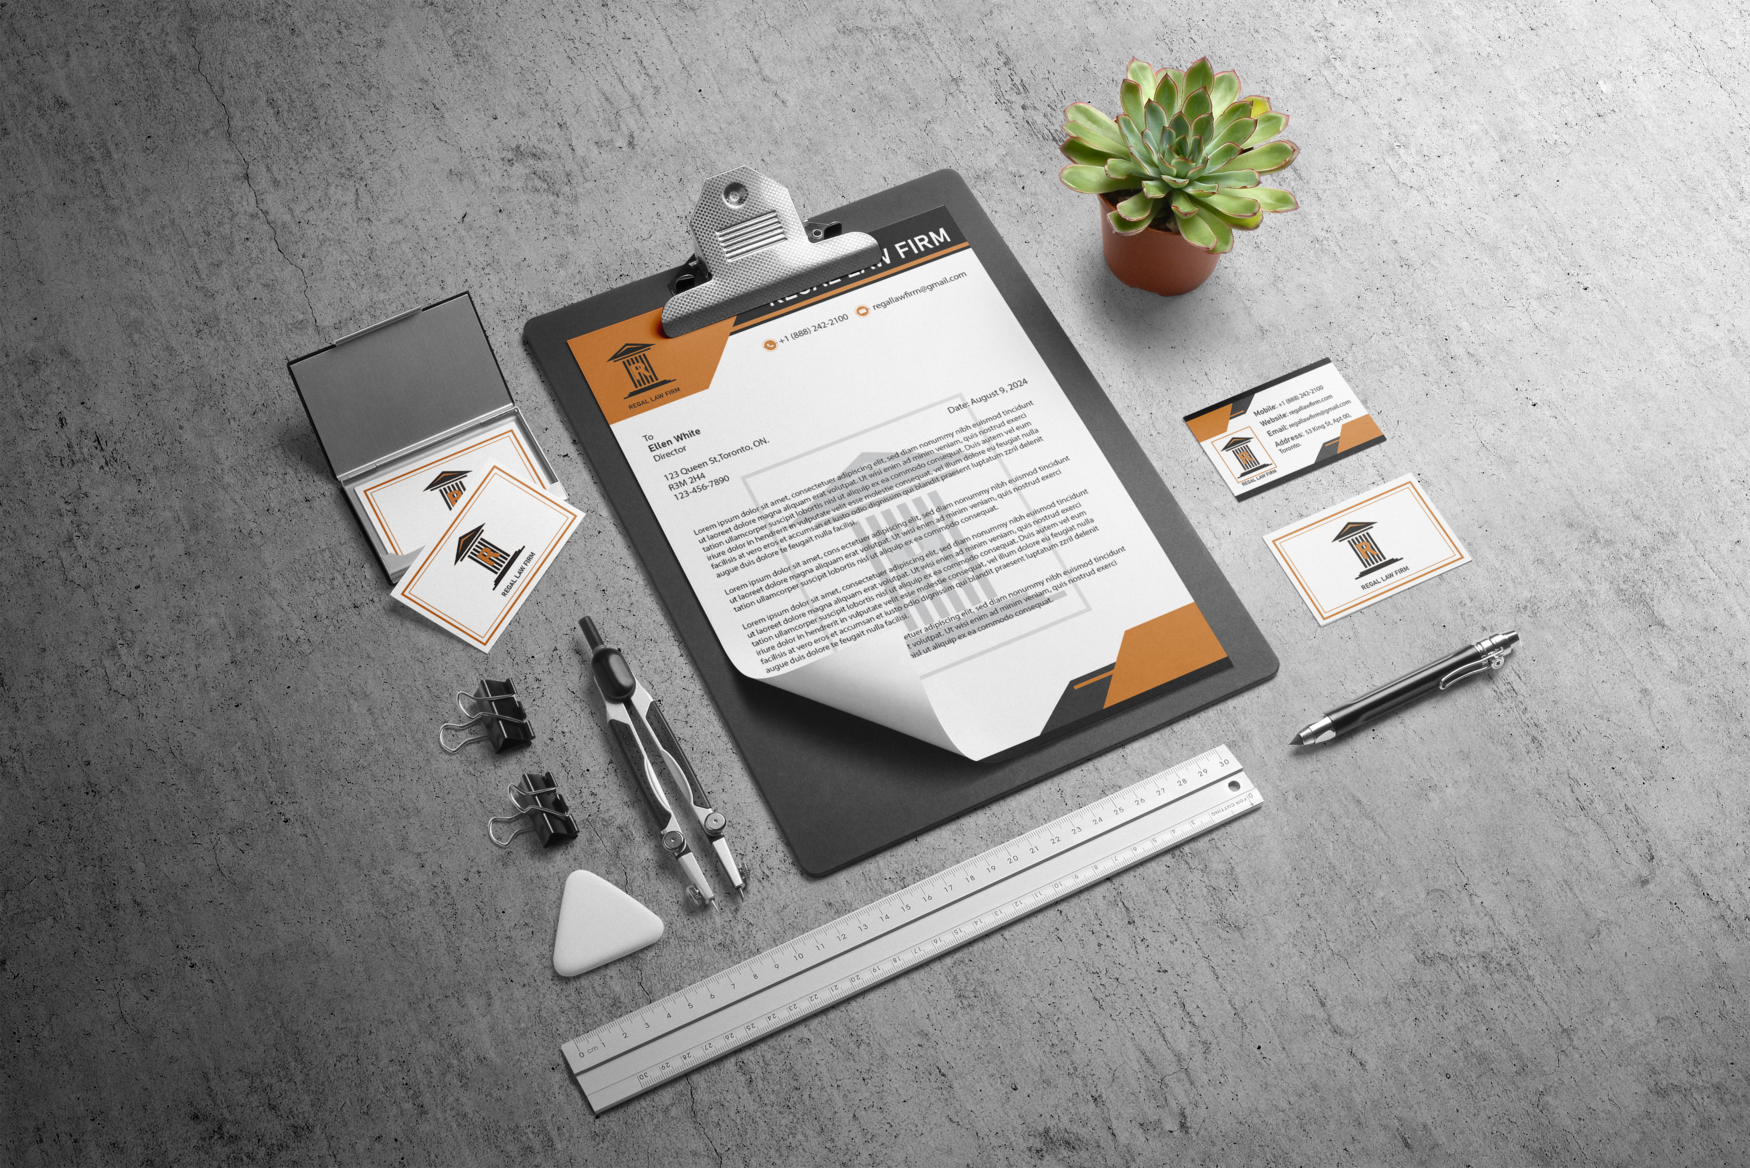 REGAL LAW FIRM
+1 (888) 242-2100
regallawfirm@gmail.com
REGAL LAW FIRM
Date: August 9, 2024
To
Ellen White
Director
123 Queen St,Toronto, ON.
R3M 2H4
123-456-7890
Lorem ipsum dolor sit amet, consectetuer adipiscing elit, sed diam nonummy nibh euismod tincidunt
ut laoreet dolore magna aliquam erat volutpat. Ut wisi enim ad minim veniam, quis nostrud exerci
tation ullamcorper suscipit lobortis nisl ut aliquip ex ea commodo consequat. Duis autem vel eum
iriure dolor in hendrerit in vulputate velit esse molestie consequat, vel illum dolore eu feugiat nulla
facilisis at vero eros et accumsan et iusto odio dignissim qui blandit praesent luptatum zzril delenit
augue duis dolore te feugait nulla facilisi.
Lorem ipsum dolor sit amet, cons ectetuer adipiscing elit, sed diam nonummy nibh euismod tincidunt
ut laoreet dolore magna aliquam erat volutpat. Ut wisi enim ad minim veniam, quis nostrud exerci
tation ullamcorper suscipit lobortis nisl ut aliquip ex ea commodo consequat.
Lorem ipsum dolor sit amet, consectetuer adipiscing elit, sed diam nonummy nibh euismod tincidunt
ut laoreet dolore magna aliquam erat volutpat. Ut wisi enim ad minim veniam, quis nostrud exerci
tation ullamcorper suscipit lobortis nisl ut aliquip ex ea commodo consequat. Duis autem vel eum
iriure dolor in hendrerit in vulputate velit esse molestie consequat, vel illum dolore eu feugiat nulla
facilisis at vero eros et accumsan et iusto odio dignissim qui blandit praesent luptatum zzril delenit
augue duis dolore te feugait nulla facilisi.
etuer adipiscing elit, sed diam nonummy nibh euismod tincidunt
volutpat. Ut wisi enim ad minim veniam, quis nostrud exerci
nisl ut aliquip ex ea commodo consequat.
R
REGAL LAW FIRM
Mobile: +1 (888) 242-2100
Website: regallawfirm.com
Email: regallawfirm@gmail.com
Address: 53 King St, Apt 00,
Toronto.
REGAL LAW FIRM
R
REGAL LAW FIRM
0 cm 1 2 3 4 5 6 7 8 9 10 11 12 13 14 15 16 17 18 19 20 21 22 23 24 25 26 27 28 29 30